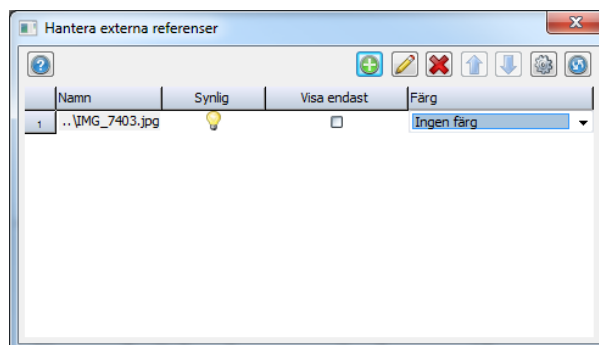 Hantera externa referenser
Namn Synlig Visa endast Färg
1 ..\IMG_7403.jpg Ingen färg